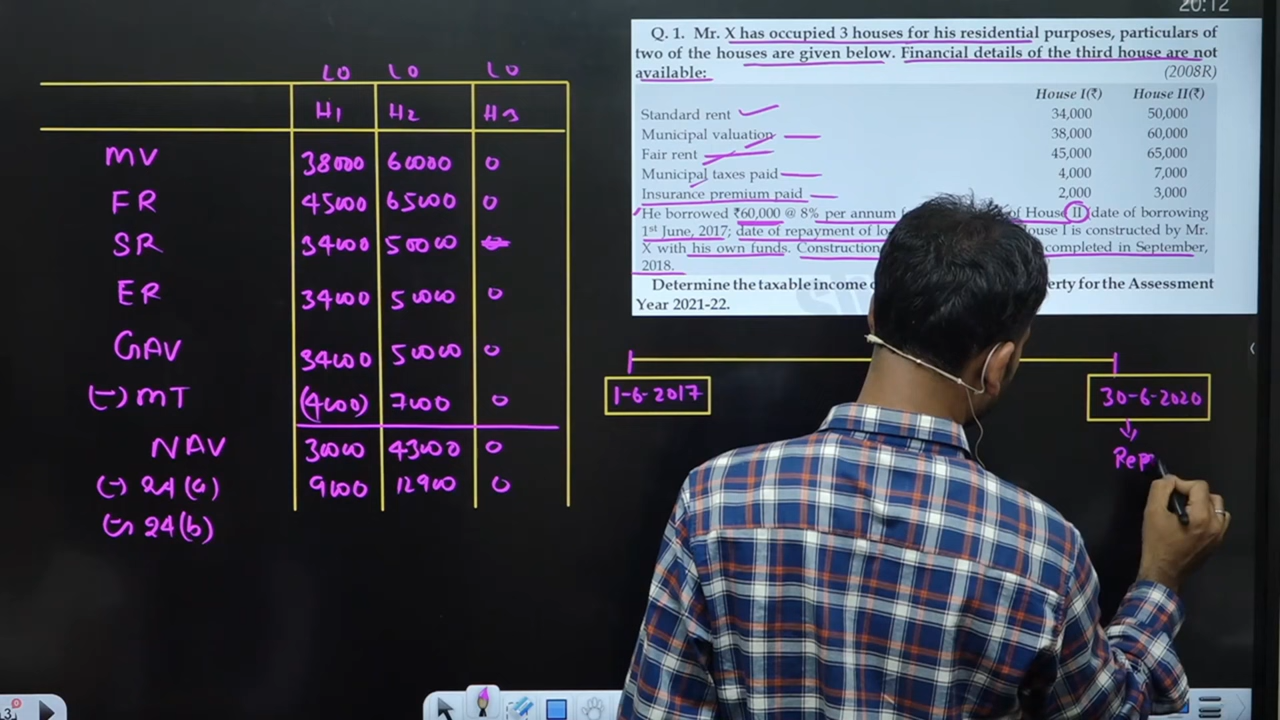 20:12
Q. 1. Mr. X has occupied 3 houses for his residential purposes, particulars of
two of the houses are given below. Financial details of the third house are not
available:
(2008R)
House I(₹) House II(₹)
Standard rent 34,000 50,000
Municipal valuation 38,000 60,000
Fair rent 45,000 65,000
Municipal taxes paid 4,000 7,000
Insurance premium paid 2,000 3,000
He borrowed ₹60,000 @ 8% per annum of House II date of borrowing
1st June, 2017; date of repayment of House I is constructed by Mr.
X with his own funds. Construction completed in September,
2018.
Determine the taxable income for the Assessment
Year 2021-22.
LO LO LO
H1 H2 H3
MV 38000 60000 0
FR 45000 65000 0
SR 34000 50000
ER 34000 50000 0
GAV 34000 50000 0
(-) MT (4000) 7000 0
NAV 30000 43000 0
(-) 24(a) 9000 12900 0
(-) 24(b)
1-6-2017
30-6-2020
Rep